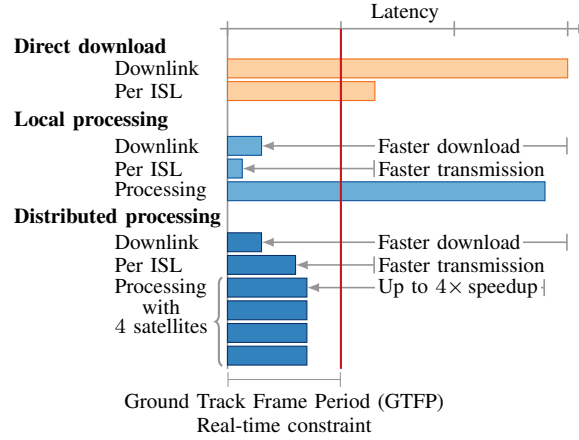 Latency
Direct download
Downlink
Per ISL
Local processing
Downlink
Faster download
Per ISL
Faster transmission
Processing
Distributed processing
Downlink
Faster download
Per ISL
Faster transmission
Processing
Up to 4× speedup
with
4 satellites
Ground Track Frame Period (GTFP)
Real-time constraint